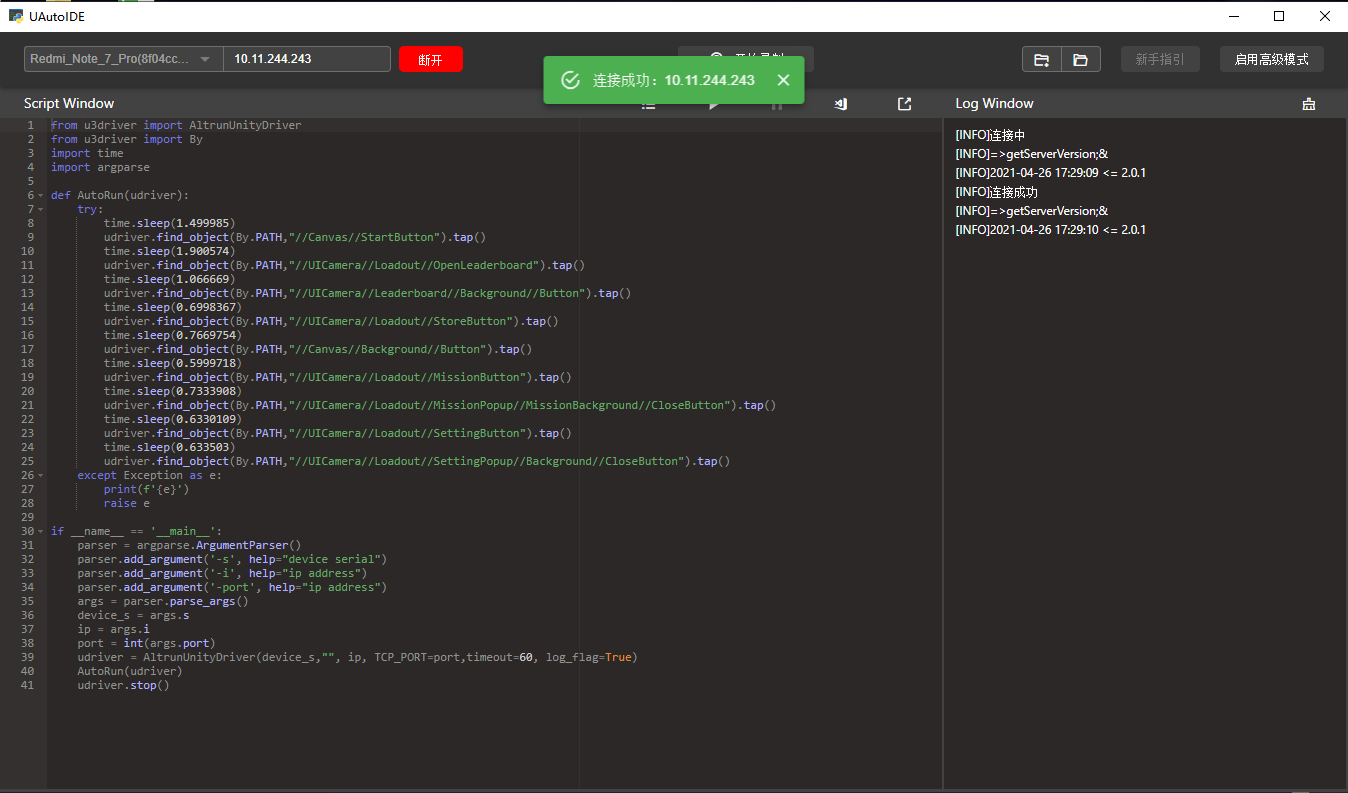 UAutoIDE
Redmi_Note_7_Pro(8f04cc... 10.11.244.243 断开
新手指引 启用高级模式
连接成功：10.11.244.243
Script Window
Log Window
1 from u3driver import AltrunUnityDriver
2 from u3driver import By
3 import time
4 import argparse
5
6 def AutoRun(udriver):
7 try:
8 time.sleep(1.499985)
9 udriver.find_object(By.PATH,"//Canvas//StartButton").tap()
10 time.sleep(1.900574)
11 udriver.find_object(By.PATH,"//UICamera//Loadout//OpenLeaderboard").tap()
12 time.sleep(1.066669)
13 udriver.find_object(By.PATH,"//UICamera//Leaderboard//Background//Button").tap()
14 time.sleep(0.6998367)
15 udriver.find_object(By.PATH,"//UICamera//Loadout//StoreButton").tap()
16 time.sleep(0.7669754)
17 udriver.find_object(By.PATH,"//Canvas//Background//Button").tap()
18 time.sleep(0.5999718)
19 udriver.find_object(By.PATH,"//UICamera//Loadout//MissionButton").tap()
20 time.sleep(0.7333908)
21 udriver.find_object(By.PATH,"//UICamera//Loadout//MissionPopup//MissionBackground//CloseButton").tap()
22 time.sleep(0.6330109)
23 udriver.find_object(By.PATH,"//UICamera//Loadout//SettingButton").tap()
24 time.sleep(0.633503)
25 udriver.find_object(By.PATH,"//UICamera//Loadout//SettingPopup//Background//CloseButton").tap()
26 except Exception as e:
27 print(f'{e}')
28 raise e
29
30 if __name__ == '__main__':
31 parser = argparse.ArgumentParser()
32 parser.add_argument('-s', help="device serial")
33 parser.add_argument('-i', help="ip address")
34 parser.add_argument('-port', help="ip address")
35 args = parser.parse_args()
36 device_s = args.s
37 ip = args.i
38 port = int(args.port)
39 udriver = AltrunUnityDriver(device_s,"", ip, TCP_PORT=port,timeout=60, log_flag=True)
40 AutoRun(udriver)
41 udriver.stop()
[INFO]连接中
[INFO]=>getServerVersion;&
[INFO]2021-04-26 17:29:09 <= 2.0.1
[INFO]连接成功
[INFO]=>getServerVersion;&
[INFO]2021-04-26 17:29:10 <= 2.0.1